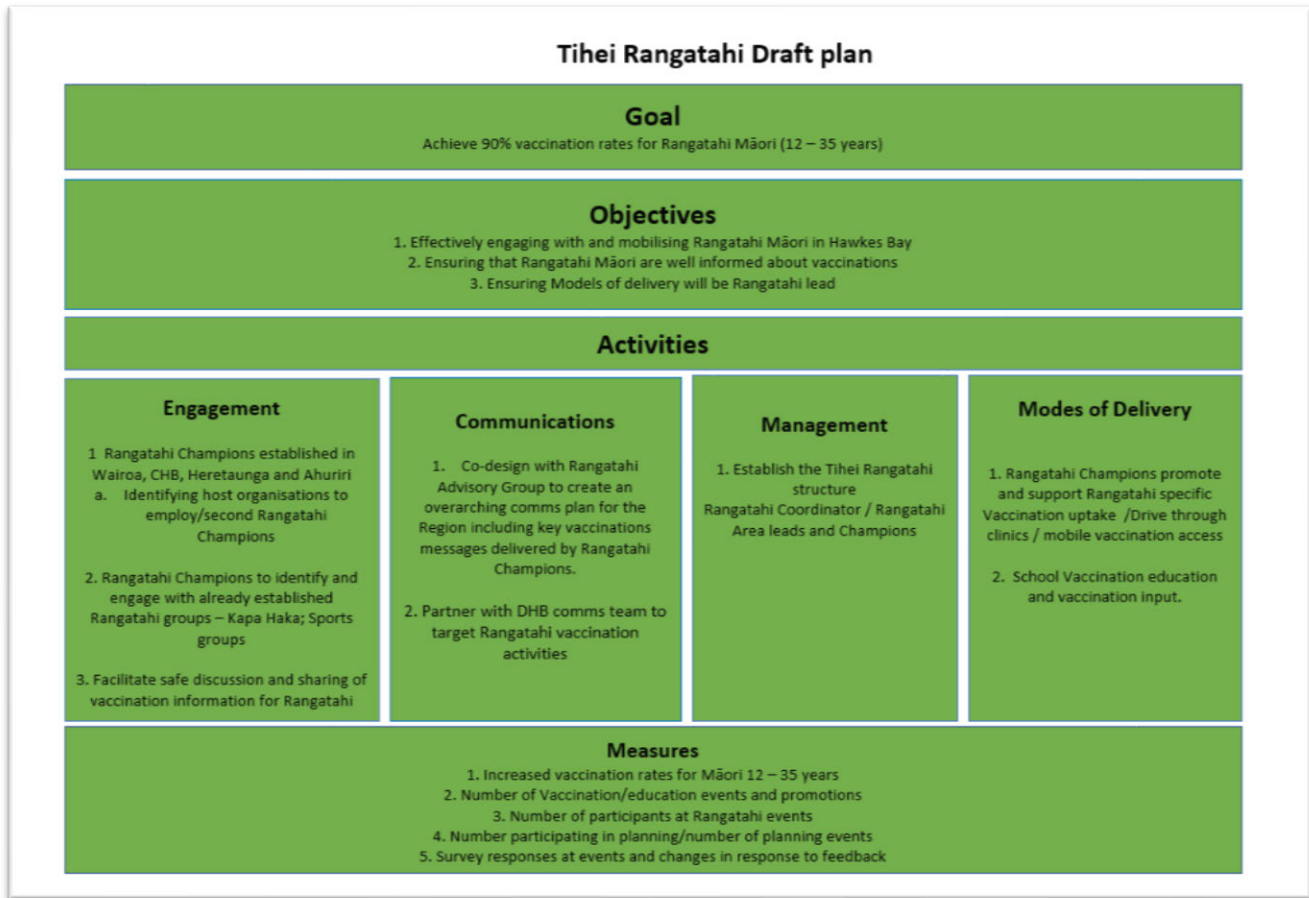 Tihei Rangatahi Draft plan
Goal
Achieve 90% vaccination rates for Rangatahi Māori (12 – 35 years)
Objectives
1. Effectively engaging with and mobilising Rangatahi Māori in Hawkes Bay
2. Ensuring that Rangatahi Māori are well informed about vaccinations
3. Ensuring Models of delivery will be Rangatahi lead
Activities
Engagement
1 Rangatahi Champions established in
Wairoa, CHB, Heretaunga and Ahuriri
a. Identifying host organisations to
employ/second Rangatahi
Champions
2. Rangatahi Champions to identify and
engage with already established
Rangatahi groups – Kapa Haka; Sports
groups
3. Facilitate safe discussion and sharing of
vaccination information for Rangatahi
Communications
1. Co-design with Rangatahi
Advisory Group to create an
overarching comms plan for the
Region including key vaccinations
messages delivered by Rangatahi
Champions.
2. Partner with DHB comms team to
target Rangatahi vaccination
activities
Management
1. Establish the Tihei Rangatahi
structure
Rangatahi Coordinator / Rangatahi
Area leads and Champions
Modes of Delivery
1. Rangatahi Champions promote
and support Rangatahi specific
Vaccination uptake /Drive through
clinics / mobile vaccination access
2. School Vaccination education
and vaccination input.
Measures
1. Increased vaccination rates for Māori 12 – 35 years
2. Number of Vaccination/education events and promotions
3. Number of participants at Rangatahi events
4. Number participating in planning/number of planning events
5. Survey responses at events and changes in response to feedback